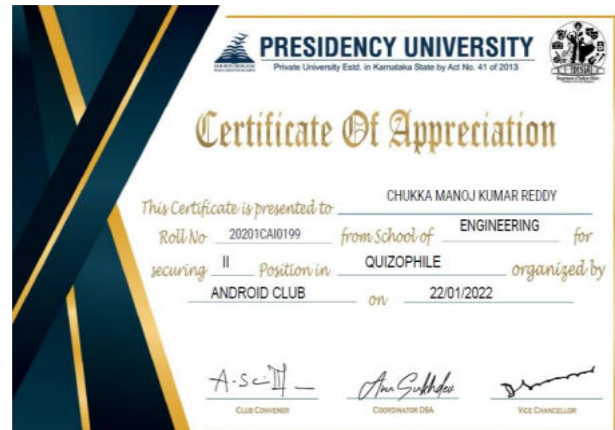 PRESIDENCY UNIVERSITY
Private University Estd. in Karnataka State by Act No. 41 of 2013
Certificate Of Appreciation
This Certificate is presented to CHUKKA MANOJ KUMAR REDDY
Roll No 20201CAI0199 from School of ENGINEERING for
securing II Position in QUIZOPHILE organized by
ANDROID CLUB on 22/01/2022
CLUB CONVENER COORDINATOR DSA VICE CHANCELLOR